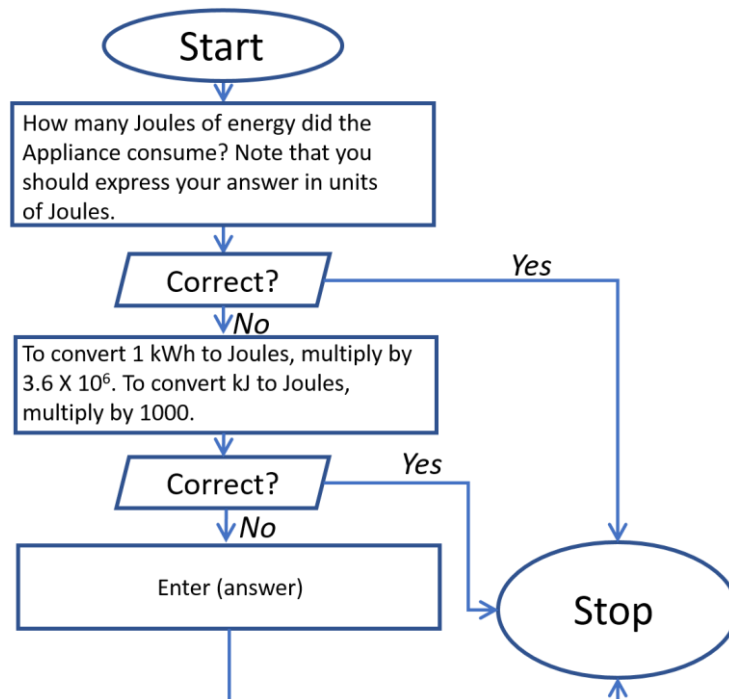 Start
How many Joules of energy did the
Appliance consume? Note that you
should express your answer in units
of Joules.
Correct?
Yes
No
To convert 1 kWh to Joules, multiply by
3.6 X 10⁶. To convert kJ to Joules,
multiply by 1000.
Correct?
Yes
No
Enter (answer)
Stop